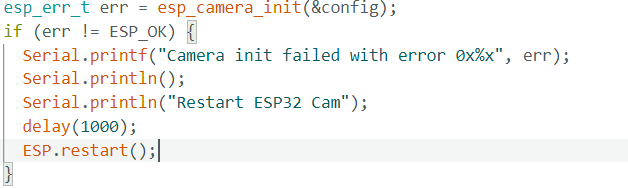 esp_err_t err = esp_camera_init(&config);
if (err != ESP_OK) {
  Serial.printf("Camera init failed with error 0x%x", err);
  Serial.println();
  Serial.println("Restart ESP32 Cam");
  delay(1000);
  ESP.restart();
}